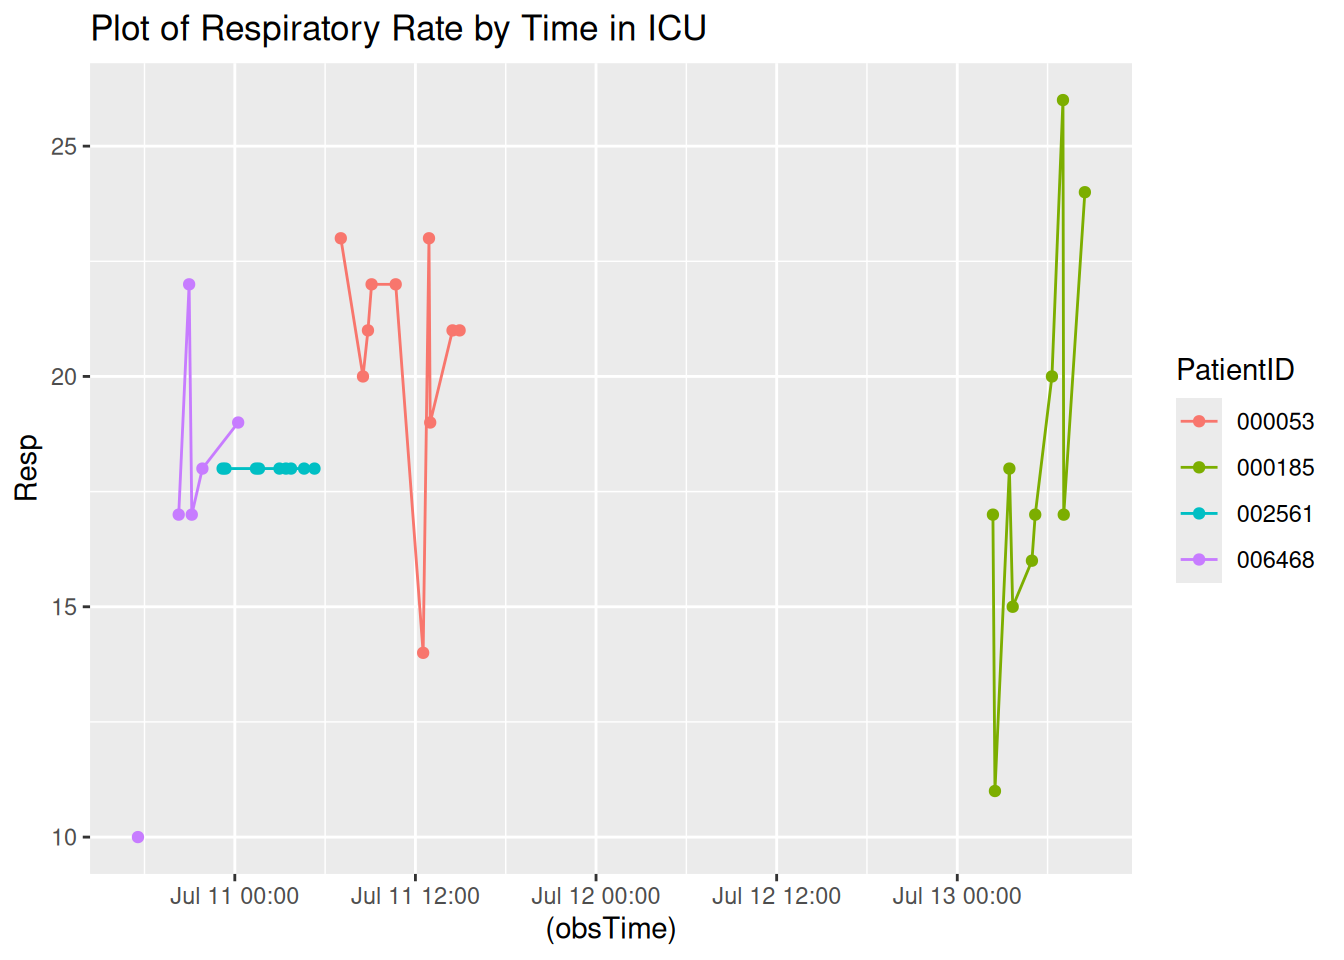 Plot of Respiratory Rate by Time in ICU
Resp
25
20
15
10
Jul 11 00:00 Jul 11 12:00 Jul 12 00:00 Jul 12 12:00 Jul 13 00:00
(obsTime)
PatientID
000053
000185
002561
006468